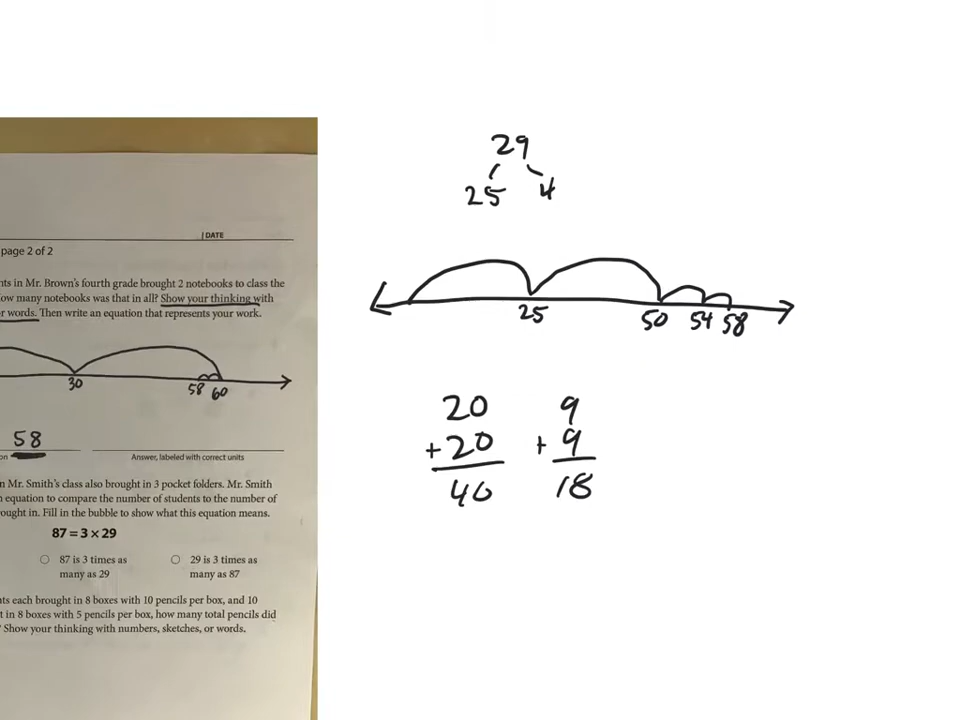 | DATE
page 2 of 2
in Mr. Brown's fourth grade brought 2 notebooks to class the
many notebooks was that in all? Show your thinking with
words. Then write an equation that represents your work.
30
58 60
58
Answer, labeled with correct units
Mr. Smith's class also brought in 3 pocket folders. Mr. Smith
equation to compare the number of students to the number of
in. Fill in the bubble to show what this equation means.
87 = 3 × 29
87 is 3 times as
many as 29
29 is 3 times as
many as 87
each brought in 8 boxes with 10 pencils per box, and 10
in 8 boxes with 5 pencils per box, how many total pencils did
? Show your thinking with numbers, sketches, or words.
29
25 4
25 50 54 58
20 9
+20 + 9
40 18